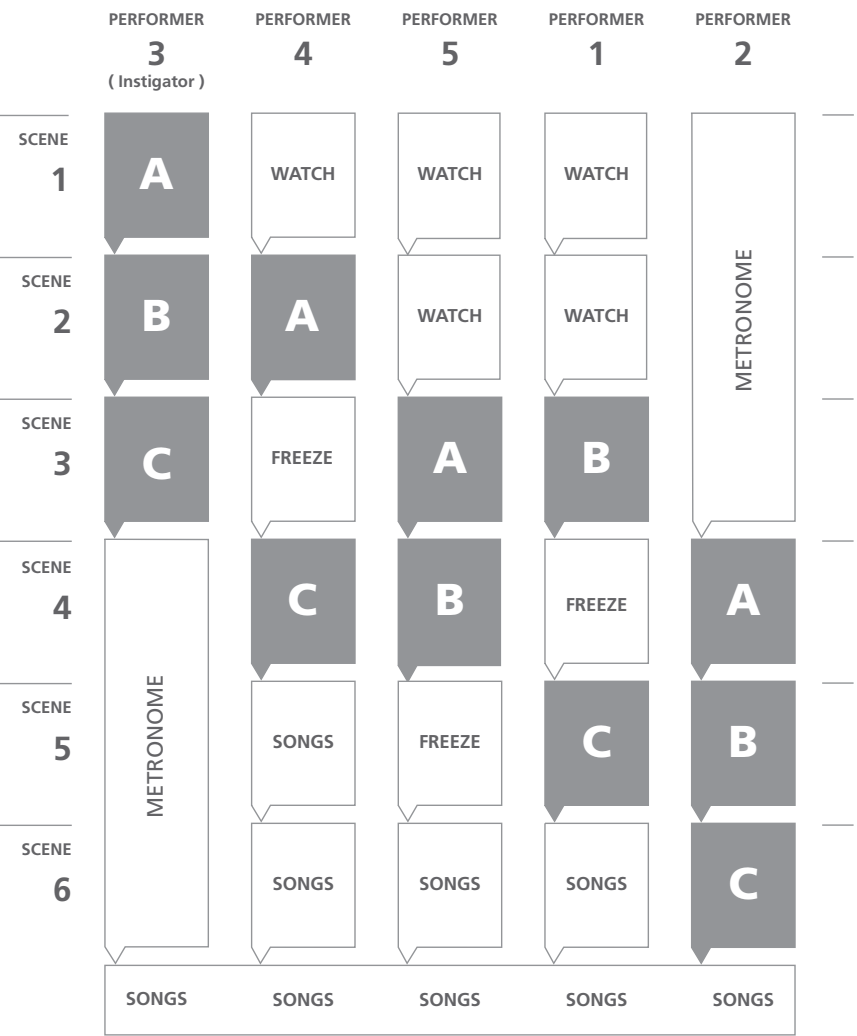 PERFORMER PERFORMER PERFORMER PERFORMER PERFORMER
3 4 5 1 2
( Instigator )
SCENE
1
A WATCH WATCH WATCH
METRONOME
SCENE
2
B A WATCH WATCH
SCENE
3
C FREEZE A B
SCENE
4
C B FREEZE A
METRONOME
SCENE
5
SONGS FREEZE C B
SCENE
6
SONGS SONGS SONGS C
SONGS SONGS SONGS SONGS SONGS